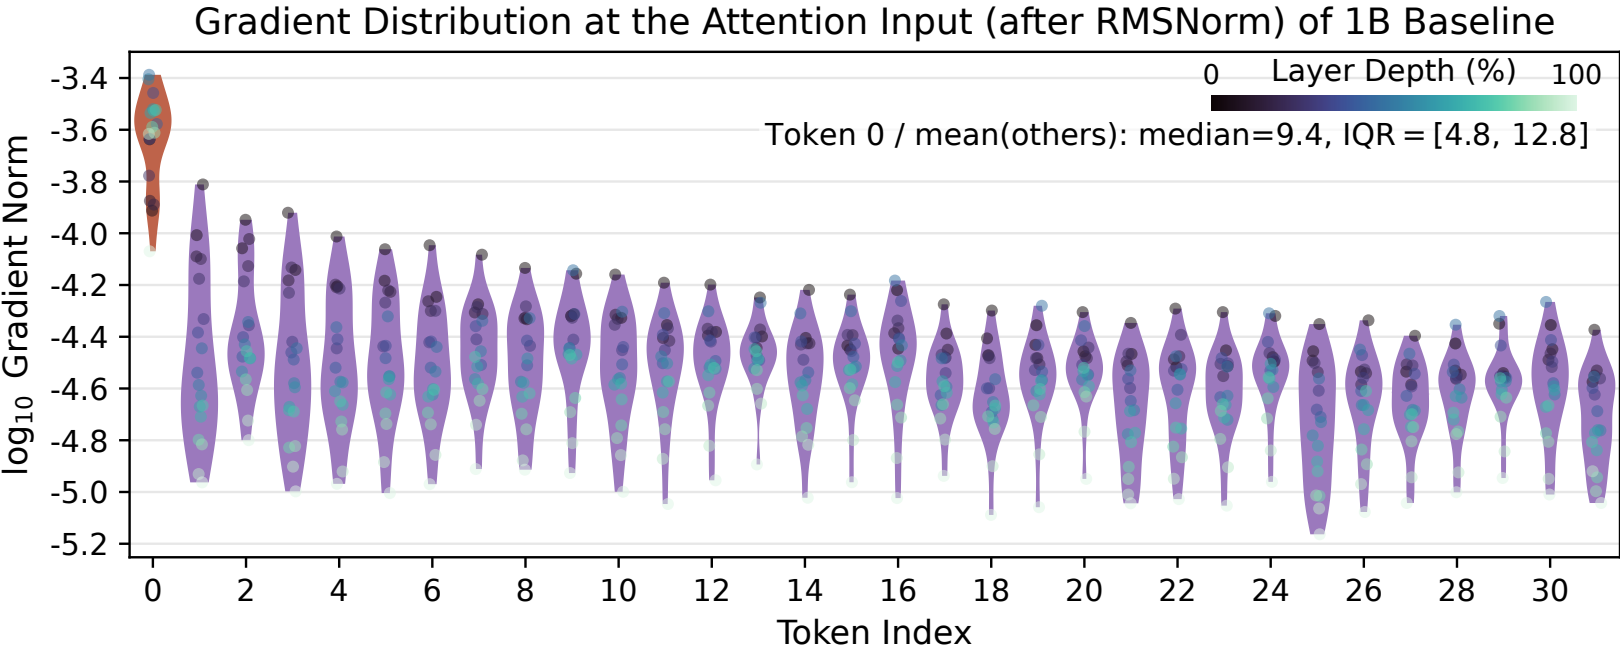 Gradient Distribution at the Attention Input (after RMSNorm) of 1B Baseline
0 Layer Depth (%) 100
Token 0 / mean(others): median=9.4, IQR = [4.8, 12.8]
log₁₀ Gradient Norm
-3.4
-3.6
-3.8
-4.0
-4.2
-4.4
-4.6
-4.8
-5.0
-5.2
0 2 4 6 8 10 12 14 16 18 20 22 24 26 28 30
Token Index